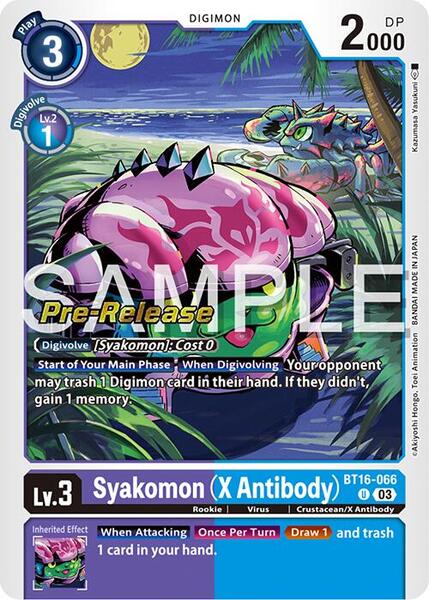 DIGIMON
Play
3
2000 DP
Digivolve
Lv.2
1
Kazumasa Yasukuni
SAMPLE
Pre-Release
Digivolve [Syakomon]: Cost 0
Start of Your Main Phase When Digivolving Your opponent
may trash 1 Digimon card in their hand. If they didn't,
gain 1 memory.
©Akiyoshi Hongo, Toei Animation BANDAI MADE IN JAPAN
Lv.3
Syakomon (X Antibody)
BT16-066
U 03
Rookie Virus Crustacean/X Antibody
Inherited Effect
When Attacking Once Per Turn Draw 1 and trash
1 card in your hand.